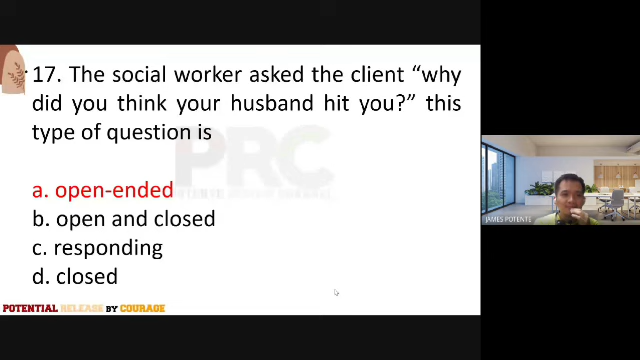 17. The social worker asked the client “why
did you think your husband hit you?” this
type of question is
PRC
a. open-ended
b. open and closed
c. responding
d. closed
JAMES POTENTE
POTENTIAL RELEASE BY COURAGE